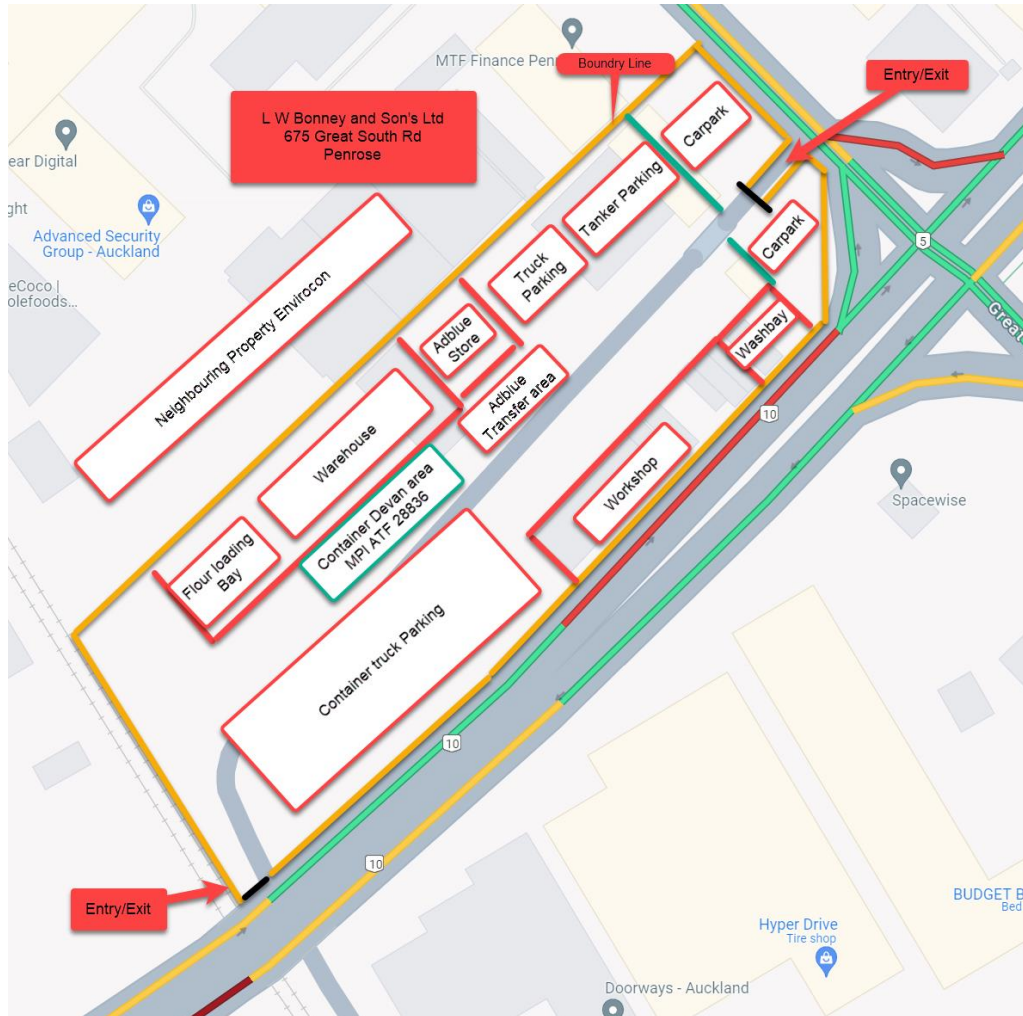 MTF Finance Pen
Boundry Line
Entry/Exit
L W Bonney and Son's Ltd
675 Great South Rd
Penrose
Carpark
ear Digital
Tanker Parking
ght
Advanced Security
Group - Auckland
Carpark
5
Truck
Parking
eCoco |
olefoods...
Great
Adblue
Store
Washbay
Neighbouring Property Envirocon
Adblue
Transfer area
10
Warehouse
Workshop
Spacewise
Container Devan area
MPI ATF 28836
Flour loading
Bay
Container truck Parking
10
10
Entry/Exit
BUDGET B
Bed
Hyper Drive
Tire shop
Doorways - Auckland